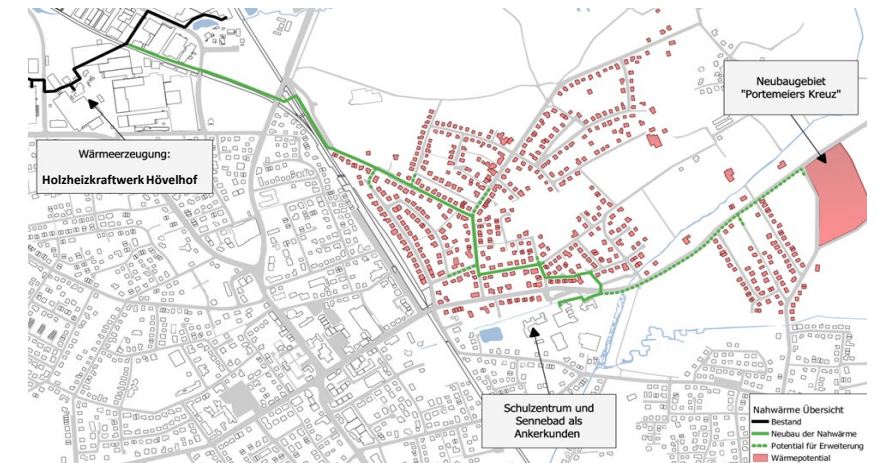 Neubaugebiet
"Portemeiers Kreuz"
Wärmeerzeugung:
Holzheizkraftwerk Hövelhof
Schulzentrum und
Sennebad als
Ankerkunden
Nahwärme Übersicht
Bestand
Neubau der Nahwärme
Potential für Erweiterung
Wärmepotential